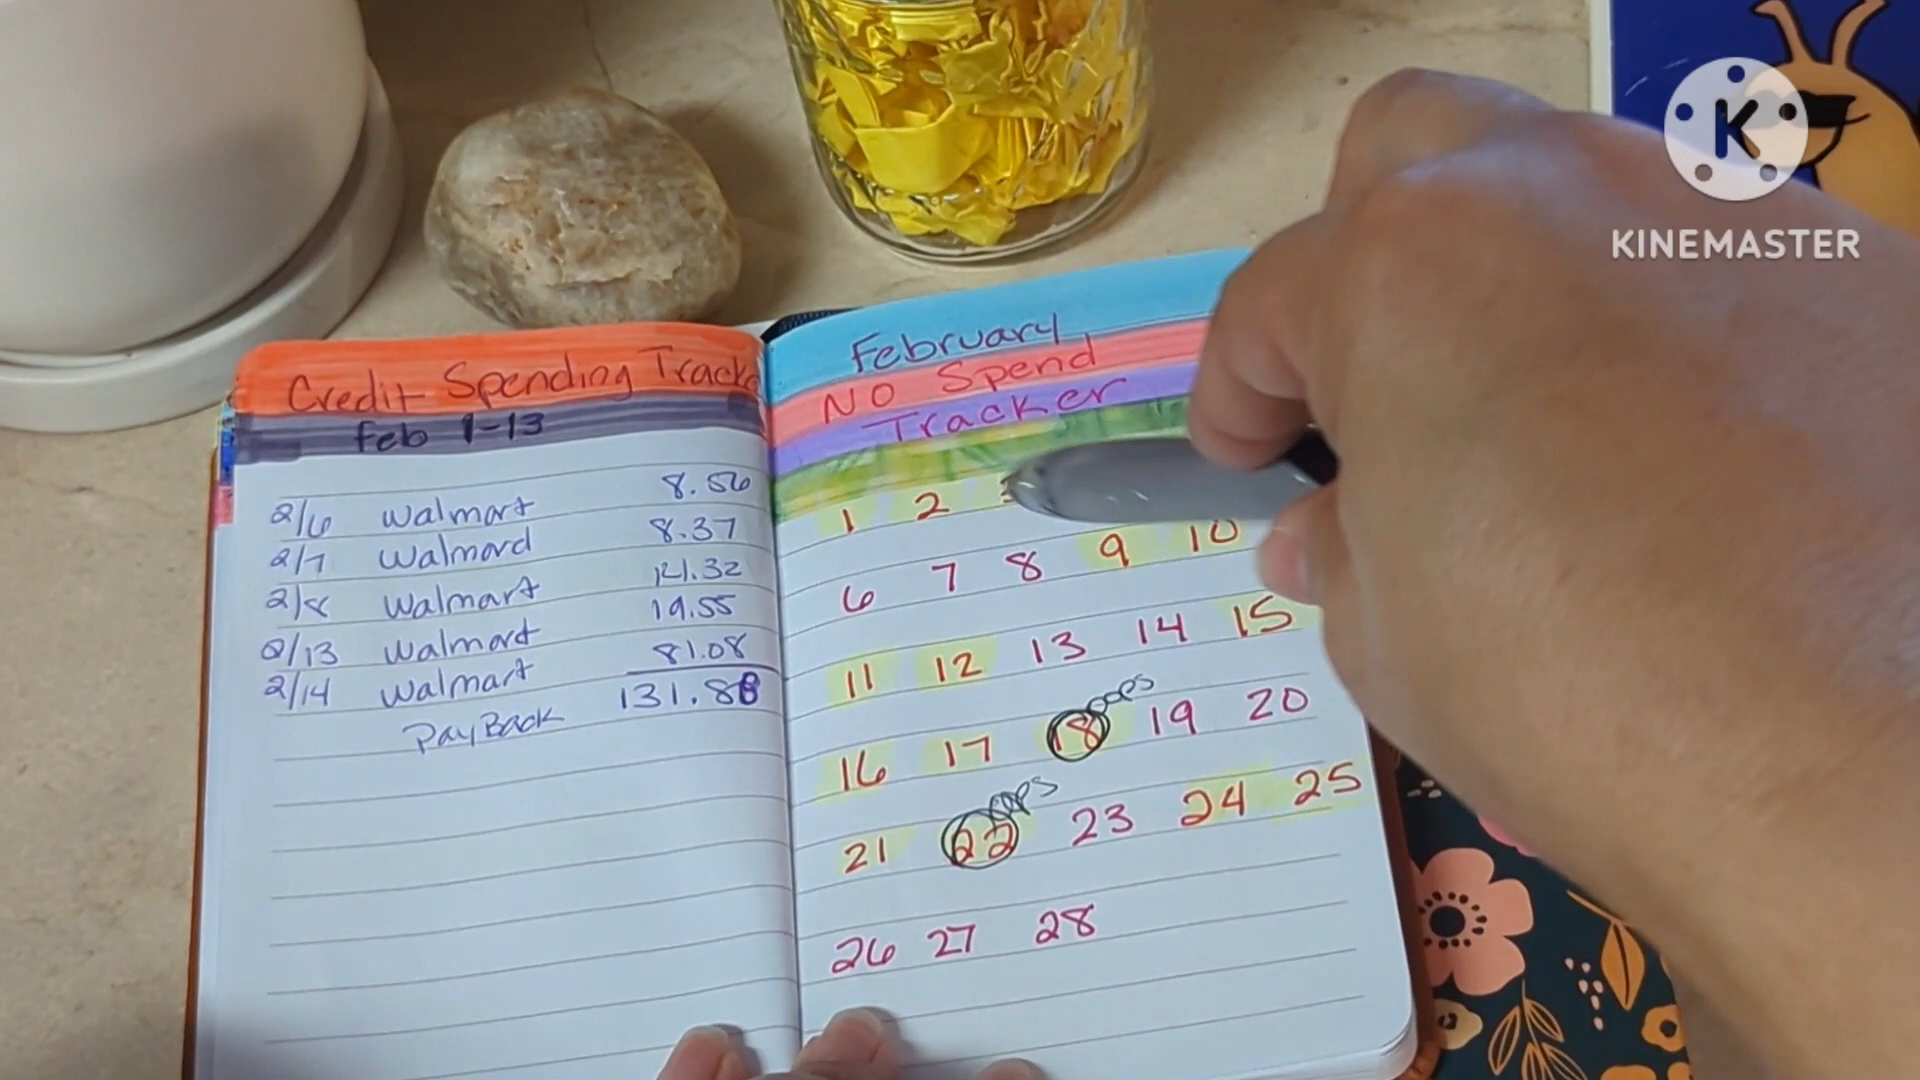 Credit Spending Tracke
Feb 1-13
2/6 Walmart 8.56
2/7 Walmard 8.37
2/8 Walmart 14.32
2/13 Walmart 19.55
2/14 Walmart 81.08
PayBack 131.88
February
NO Spend
Tracker
1 2
6 7 8 9 10
11 12 13 14 15
16 17 18 oops 19 20
21 22 oops 23 24 25
26 27 28
K
KINEMASTER